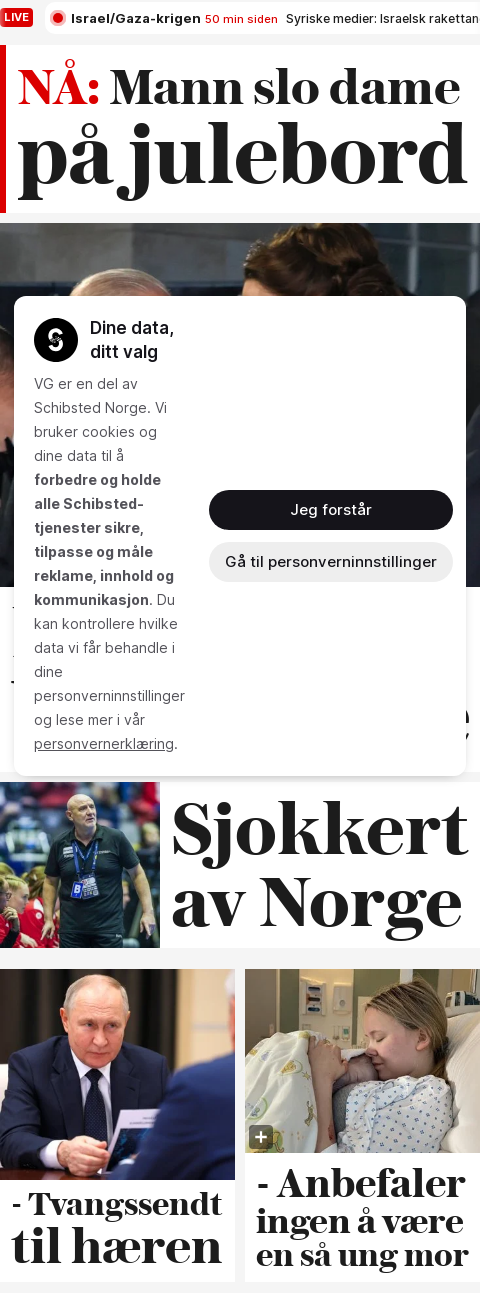 LIVE
Israel/Gaza-krigen 50 min siden Syriske medier: Israelsk
NÅ: Mann slo dame
på julebord
Dine data,
ditt valg
VG er en del av
Schibsted Norge. Vi
bruker cookies og
dine data til å
forbedre og holde
alle Schibsted-
tjenester sikre,
tilpasse og måle
reklame, innhold og
kommunikasjon. Du
kan kontrollere hvilke
data vi får behandle i
dine
personverninnstillinger
og lese mer i vår
personvernerklæring.
Jeg forstår
Gå til personverninnstillinger
Sjokkert
av Norge
- Tvangssendt
til hæren
- Anbefaler
ingen å være
en så ung mor